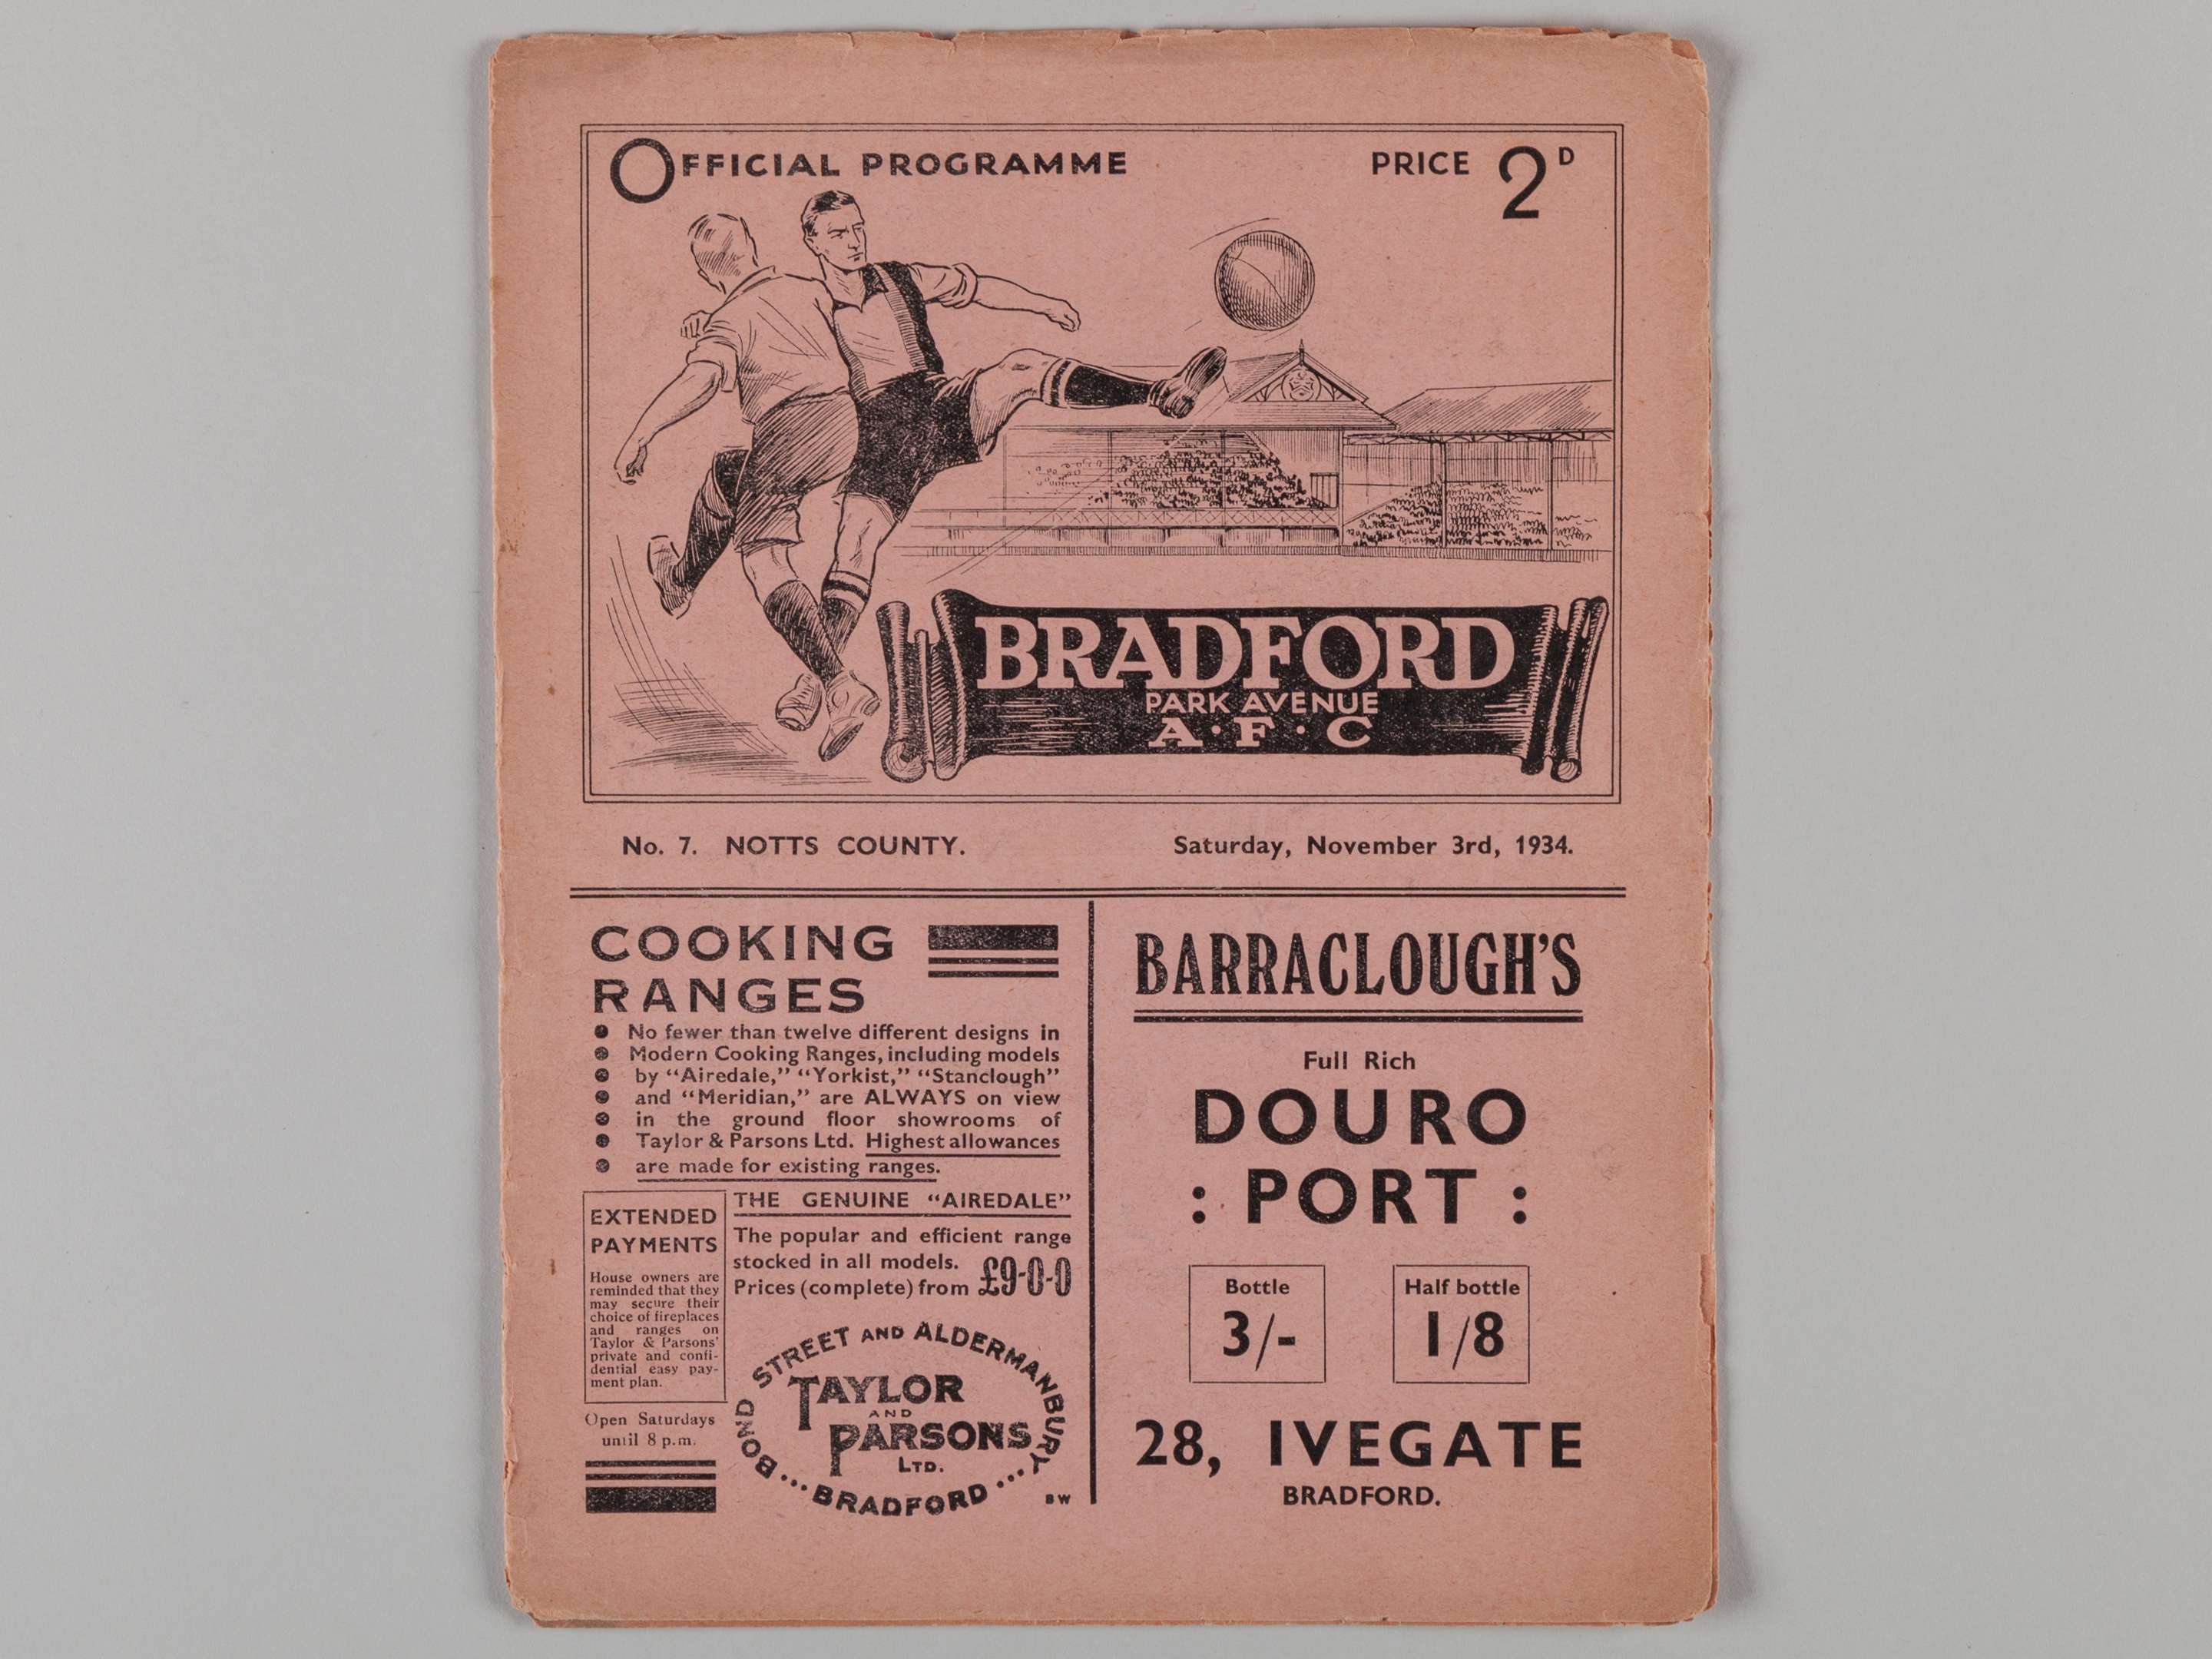 OFFICIAL PROGRAMME
PRICE 2D
BRADFORD
PARK AVENUE
A·F·C
No. 7. NOTTS COUNTY.
Saturday, November 3rd, 1934.
COOKING
RANGES
● No fewer than twelve different designs in
● Modern Cooking Ranges, including models
● by “Airedale,” “Yorkist,” “Stanclough”
● and “Meridian,” are ALWAYS on view
● in the ground floor showrooms of
● Taylor & Parsons Ltd. Highest allowances
● are made for existing ranges.
EXTENDED
PAYMENTS
House owners are
reminded that they
may secure their
choice of fireplaces
and ranges on
Taylor & Parsons’
private and confi-
dential easy pay-
ment plan.
Open Saturdays
until 8 p.m.
THE GENUINE “AIREDALE”
The popular and efficient range
stocked in all models.
Prices (complete) from £9-0-0
BOND STREET AND ALDERMANBURY
TAYLOR
AND
PARSONS
LTD.
...BRADFORD...
BW
BARRACLOUGH’S
Full Rich
DOURO
: PORT :
Bottle
3/-
Half bottle
1/8
28, IVEGATE
BRADFORD.